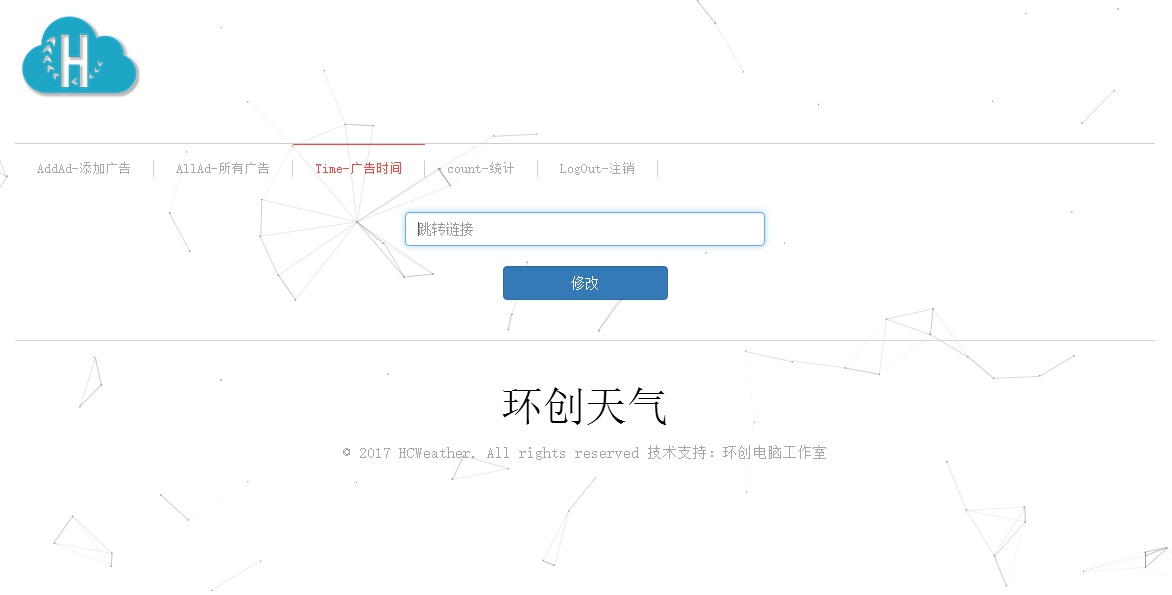 H
AddAd-添加广告 AllAd-所有广告 Time-广告时间 count-统计 LogOut-注销
跳转链接
修改
环创天气
© 2017 HCWeather. All rights reserved 技术支持：环创电脑工作室